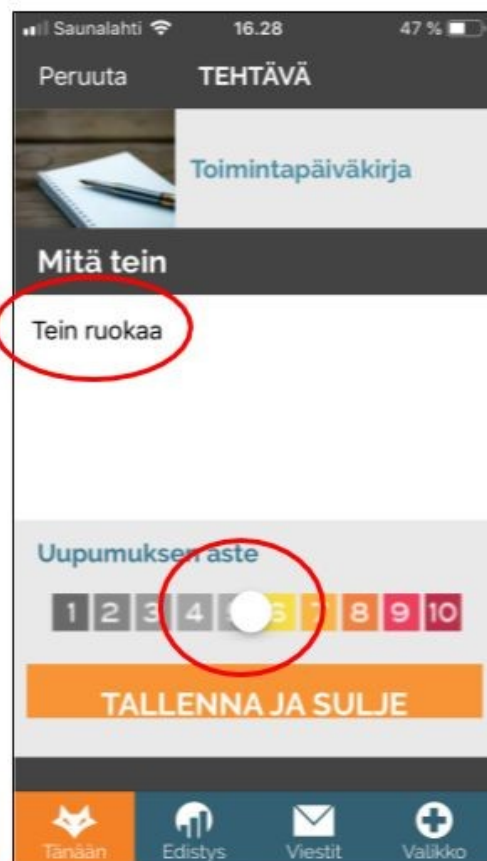 Saunalahti 16.28 47 %
Peruuta TEHTÄVÄ
Toimintapäiväkirja
Mitä tein
Tein ruokaa
Uupumuksen aste
1 2 3 4 5 6 7 8 9 10
TALLENNA JA SULJE
Tänään Edistys Viestit Valikko